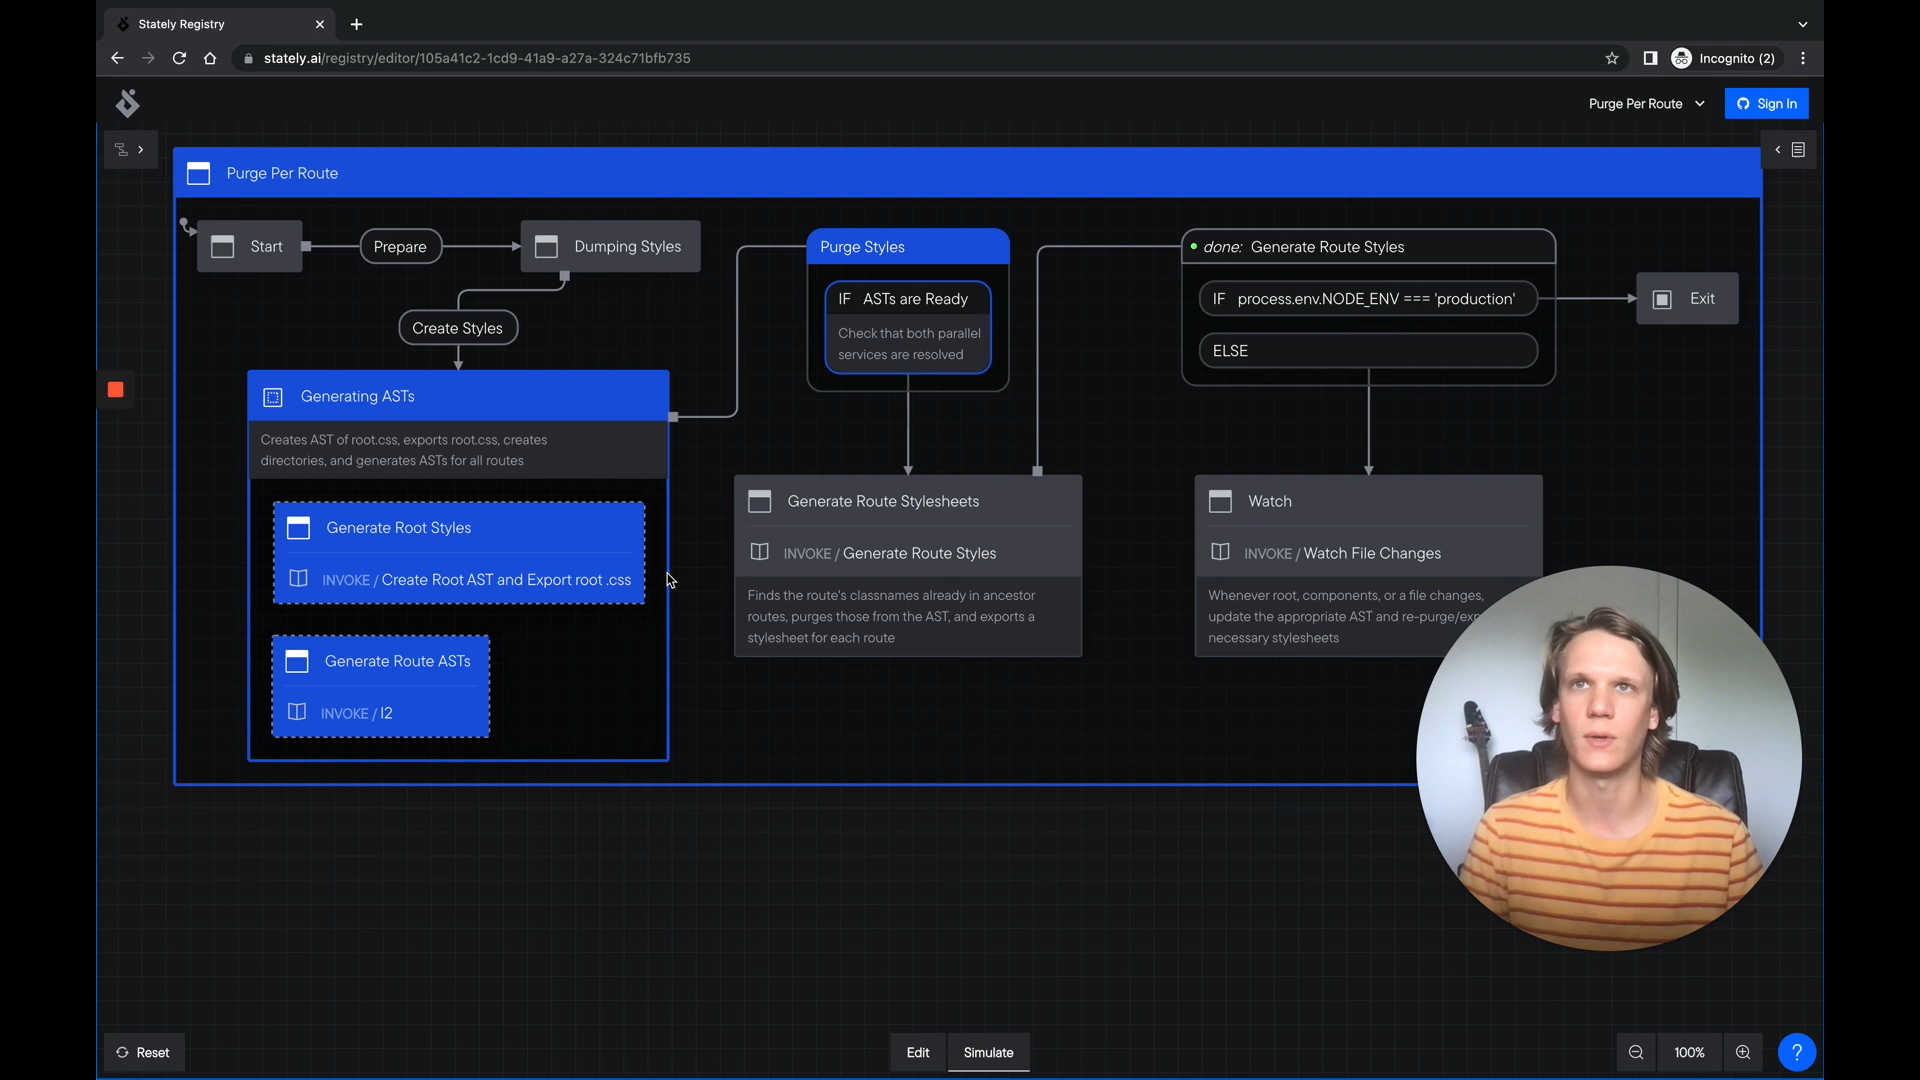 Stately Registry
stately.ai/registry/editor/105a41c2-1cd9-41a9-a27a-324c71bfb735
Incognito (2)
Purge Per Route
Sign In
Purge Per Route
Start
Prepare
Dumping Styles
Create Styles
Generating ASTs
Creates AST of root.css, exports root.css, creates
directories, and generates ASTs for all routes
Generate Root Styles
INVOKE / Create Root AST and Export root .css
Generate Route ASTs
INVOKE / I2
Purge Styles
IF ASTs are Ready
Check that both parallel
services are resolved
Generate Route Stylesheets
INVOKE / Generate Route Styles
Finds the route's classnames already in ancestor
routes, purges those from the AST, and exports a
stylesheet for each route
done: Generate Route Styles
IF process.env.NODE_ENV === 'production'
ELSE
Exit
Watch
INVOKE / Watch File Changes
Whenever root, components, or a file changes,
update the appropriate AST and re-purge/exp
necessary stylesheets
Reset
Edit
Simulate
100%
?